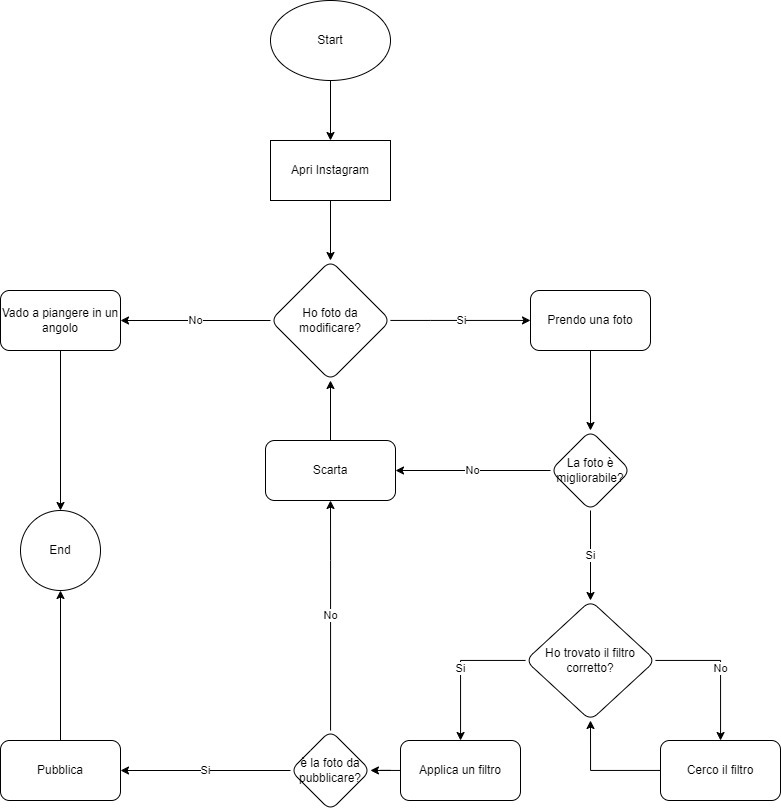 Start
Apri Instagram
Vado a piangere in un
angolo
No
Ho foto da
modificare?
Si
Prendo una foto
Scarta
No
La foto è
migliorabile?
End
Si
No
Ho trovato il filtro
corretto?
Si
No
Pubblica
Si
è la foto da
pubblicare?
Applica un filtro
Cerco il filtro